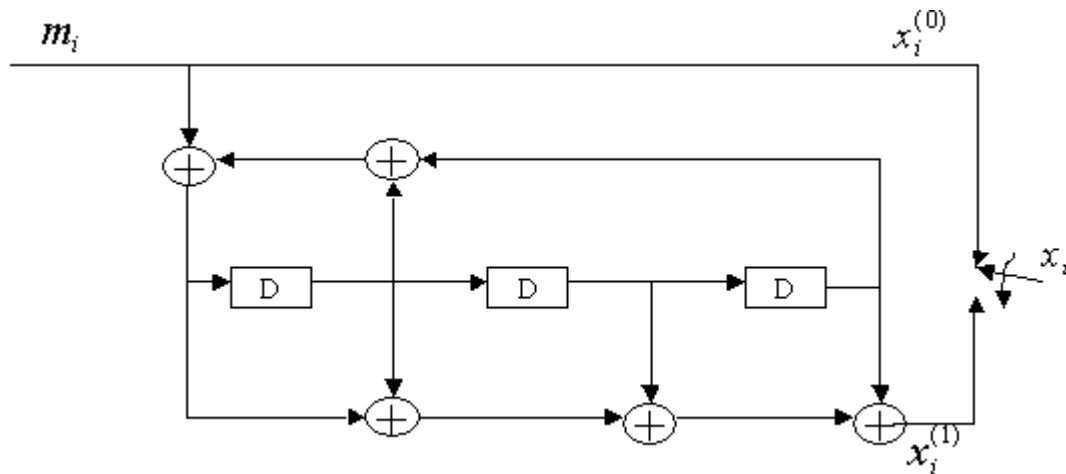 m_i
x_i^{(0)}
+
+
D
D
D
x_i
+
+
+
x_i^{(1)}